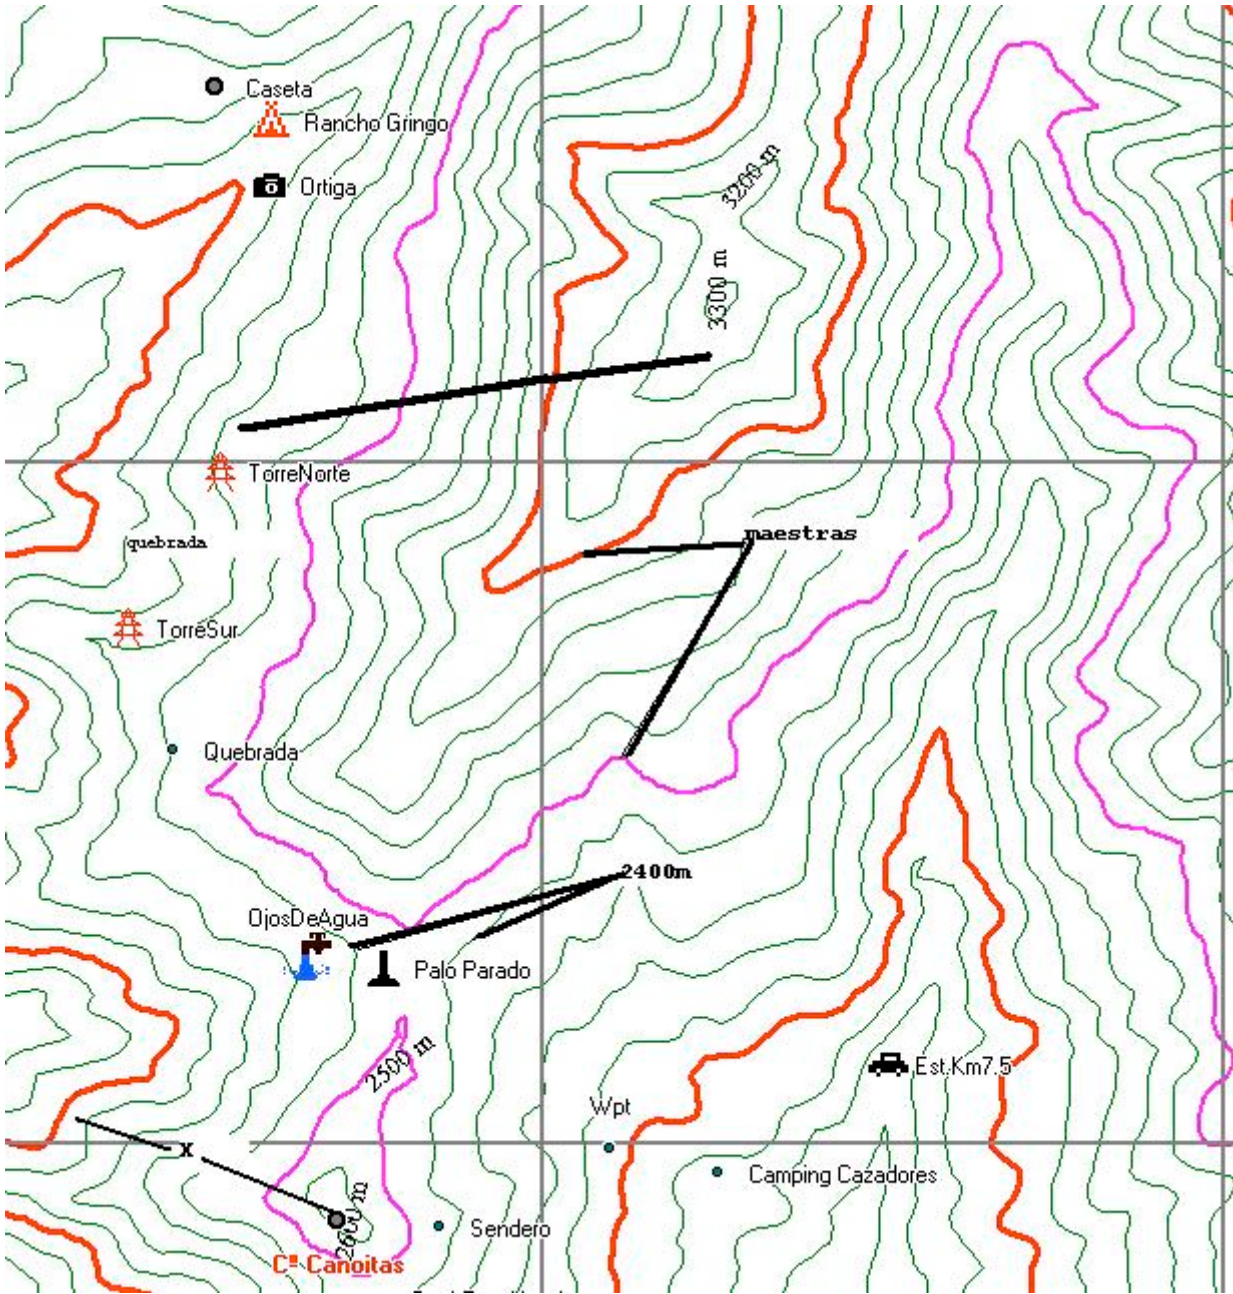 Caseta
Rancho Gringo
Ortiga
3200 m
3300 m
TorreNorte
maestras
quebrada
TorreSur
Quebrada
2400m
OjosDeAgua
Palo Parado
2500 m
Est.Km7.5
Wpt
x
Camping Cazadores
2600 m
Sendero
Cº Canoitas